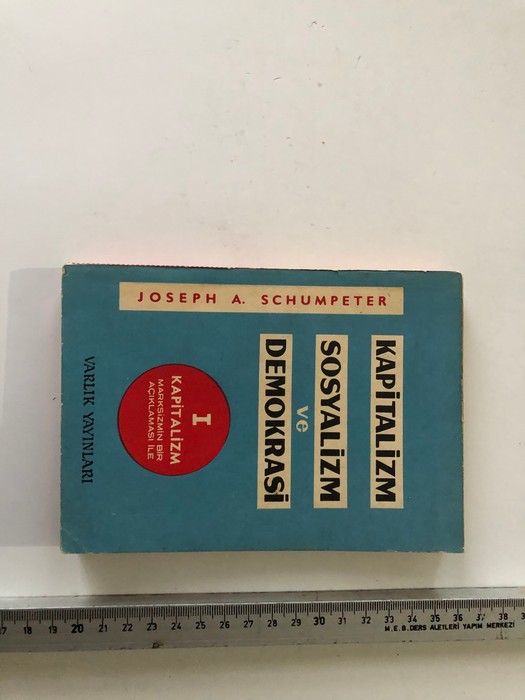 JOSEPH A. SCHUMPETER
KAPİTALİZM
SOSYALİZM
ve
DEMOKRASİ
I
KAPİTALİZM
MARKSİZMİN BİR
AÇIKLAMASI İLE
VARLIK YAYINLARI
17 18 19 20 21 22 23 24 25 26 27 28 29 30 31 32 33 34 35 36 37 38
M.E.B. DERS ALETLERİ YAPIM MERKEZİ